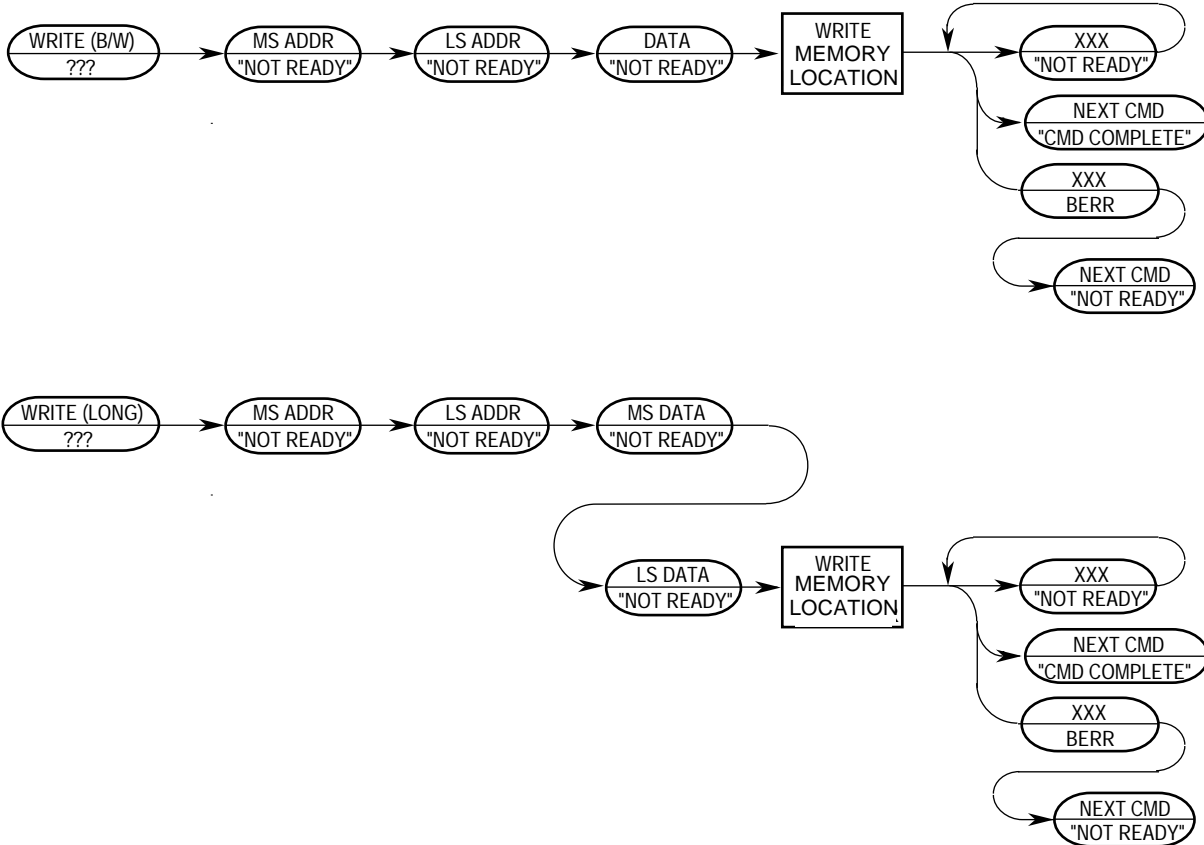 WRITE (B/W)
???
MS ADDR
"NOT READY"
LS ADDR
"NOT READY"
DATA
"NOT READY"
WRITE
MEMORY
LOCATION
XXX
"NOT READY"
NEXT CMD
"CMD COMPLETE"
XXX
BERR
NEXT CMD
"NOT READY"
WRITE (LONG)
???
MS ADDR
"NOT READY"
LS ADDR
"NOT READY"
MS DATA
"NOT READY"
LS DATA
"NOT READY"
WRITE
MEMORY
LOCATION
XXX
"NOT READY"
NEXT CMD
"CMD COMPLETE"
XXX
BERR
NEXT CMD
"NOT READY"